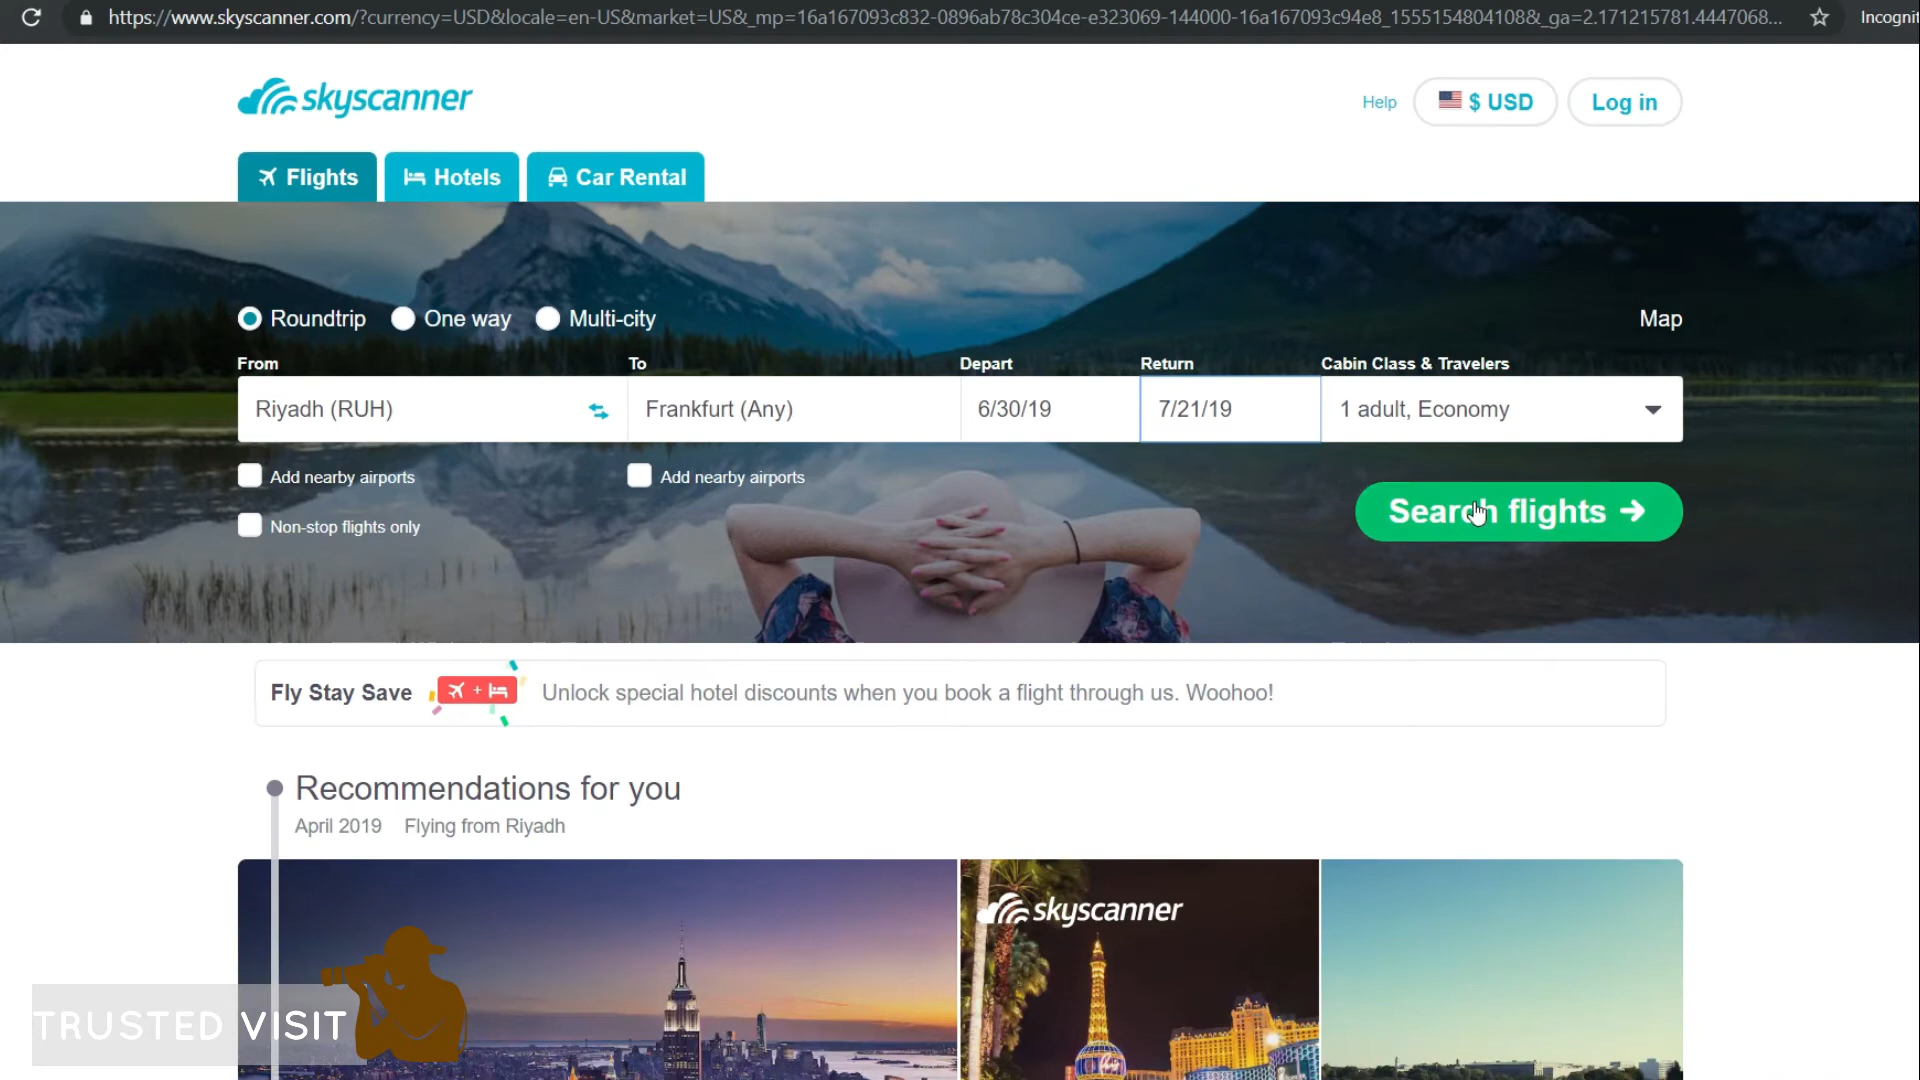 https://www.skyscanner.com/?currency=USD&locale=en-US&market=US&_mp=16a167093c832-0896ab78c304ce-e323069-144000-16a167093c94e8_1555154804108&_ga=2.171215781.4447068...
Incognit
skyscanner
Help
$ USD
Log in
Flights
Hotels
Car Rental
Roundtrip
One way
Multi-city
Map
From
To
Depart
Return
Cabin Class & Travelers
Riyadh (RUH)
Frankfurt (Any)
6/30/19
7/21/19
1 adult, Economy
Add nearby airports
Add nearby airports
Non-stop flights only
Search flights
Fly Stay Save
+
Unlock special hotel discounts when you book a flight through us. Woohoo!
Recommendations for you
April 2019 Flying from Riyadh
skyscanner
TRUSTED VISIT